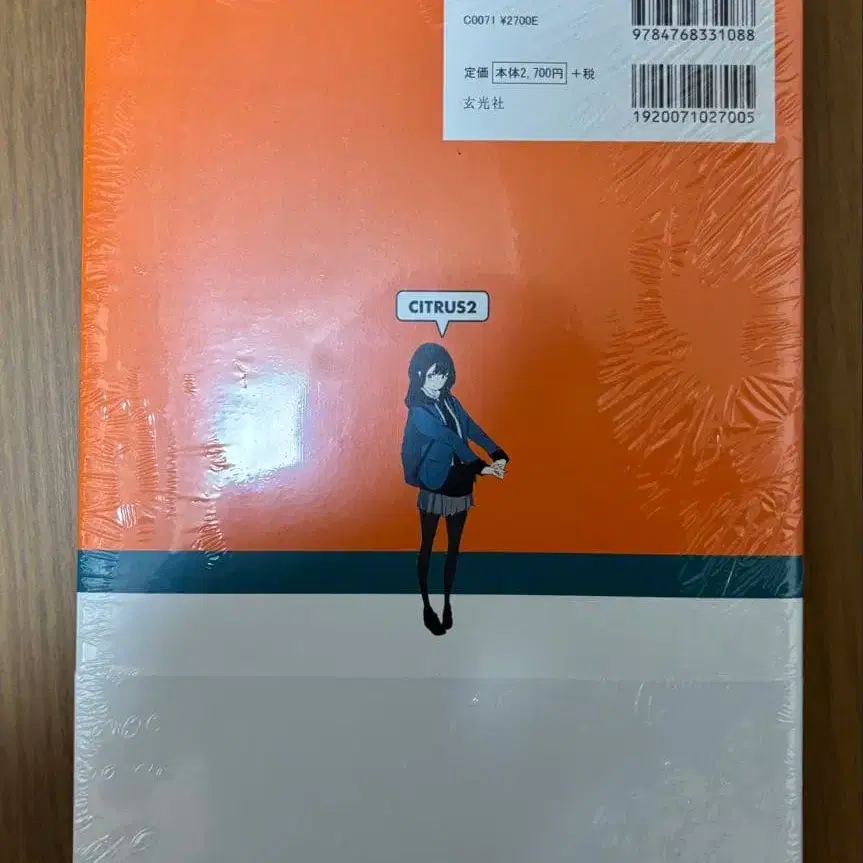 C0071 ¥2700E
9784768331088
定価 本体2,700円 +税
玄光社
1920071027005
CITRUS2